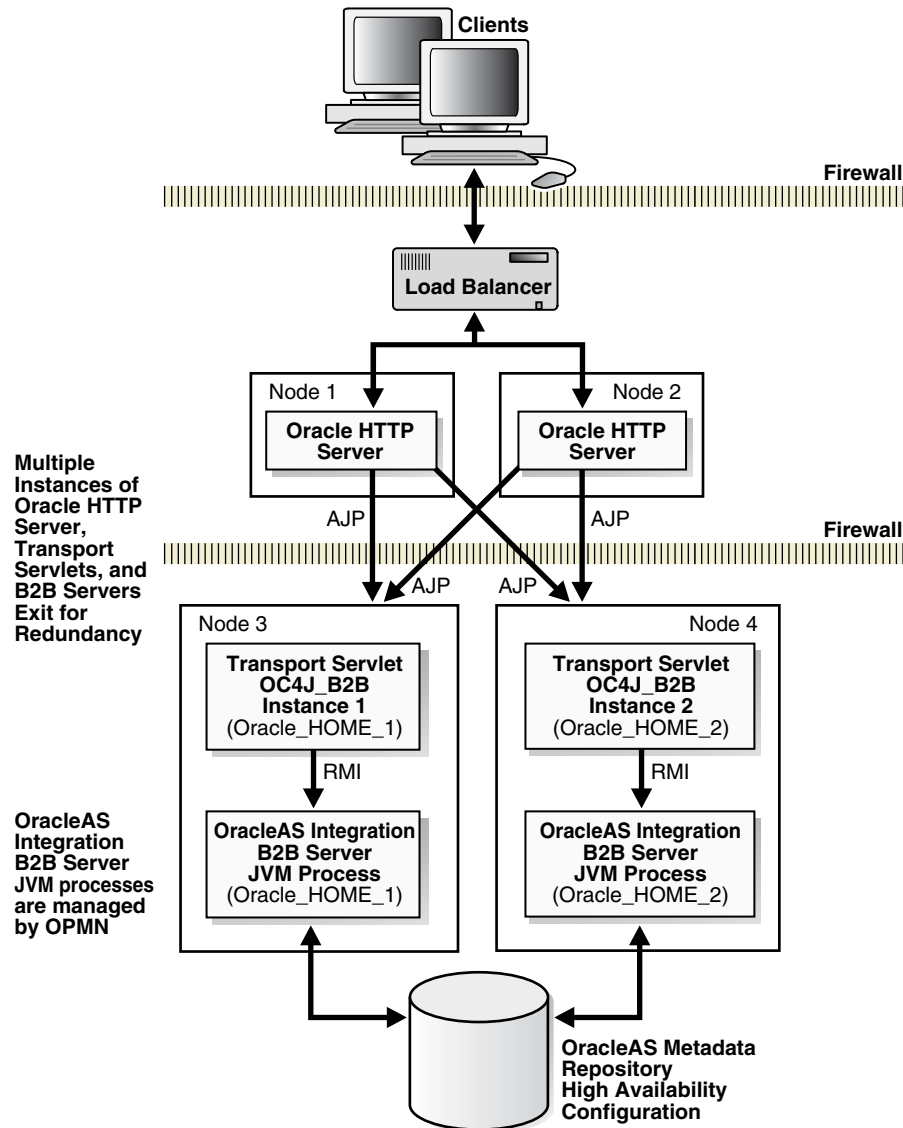 Clients
Firewall
Load Balancer
Node 1
Node 2
Oracle HTTP
Server
Oracle HTTP
Server
Multiple
Instances of
Oracle HTTP
Server,
Transport
Servlets, and
B2B Servers
Exit for
Redundancy
AJP
AJP
Firewall
AJP
AJP
Node 3
Node 4
Transport Servlet
OC4J_B2B
Instance 1
(Oracle_HOME_1)
Transport Servlet
OC4J_B2B
Instance 2
(Oracle_HOME_2)
RMI
RMI
OracleAS
Integration
B2B Server
JVM processes
are managed
by OPMN
OracleAS Integration
B2B Server
JVM Process
(Oracle_HOME_1)
OracleAS Integration
B2B Server
JVM Process
(Oracle_HOME_2)
OracleAS Metadata
Repository
High Availability
Configuration